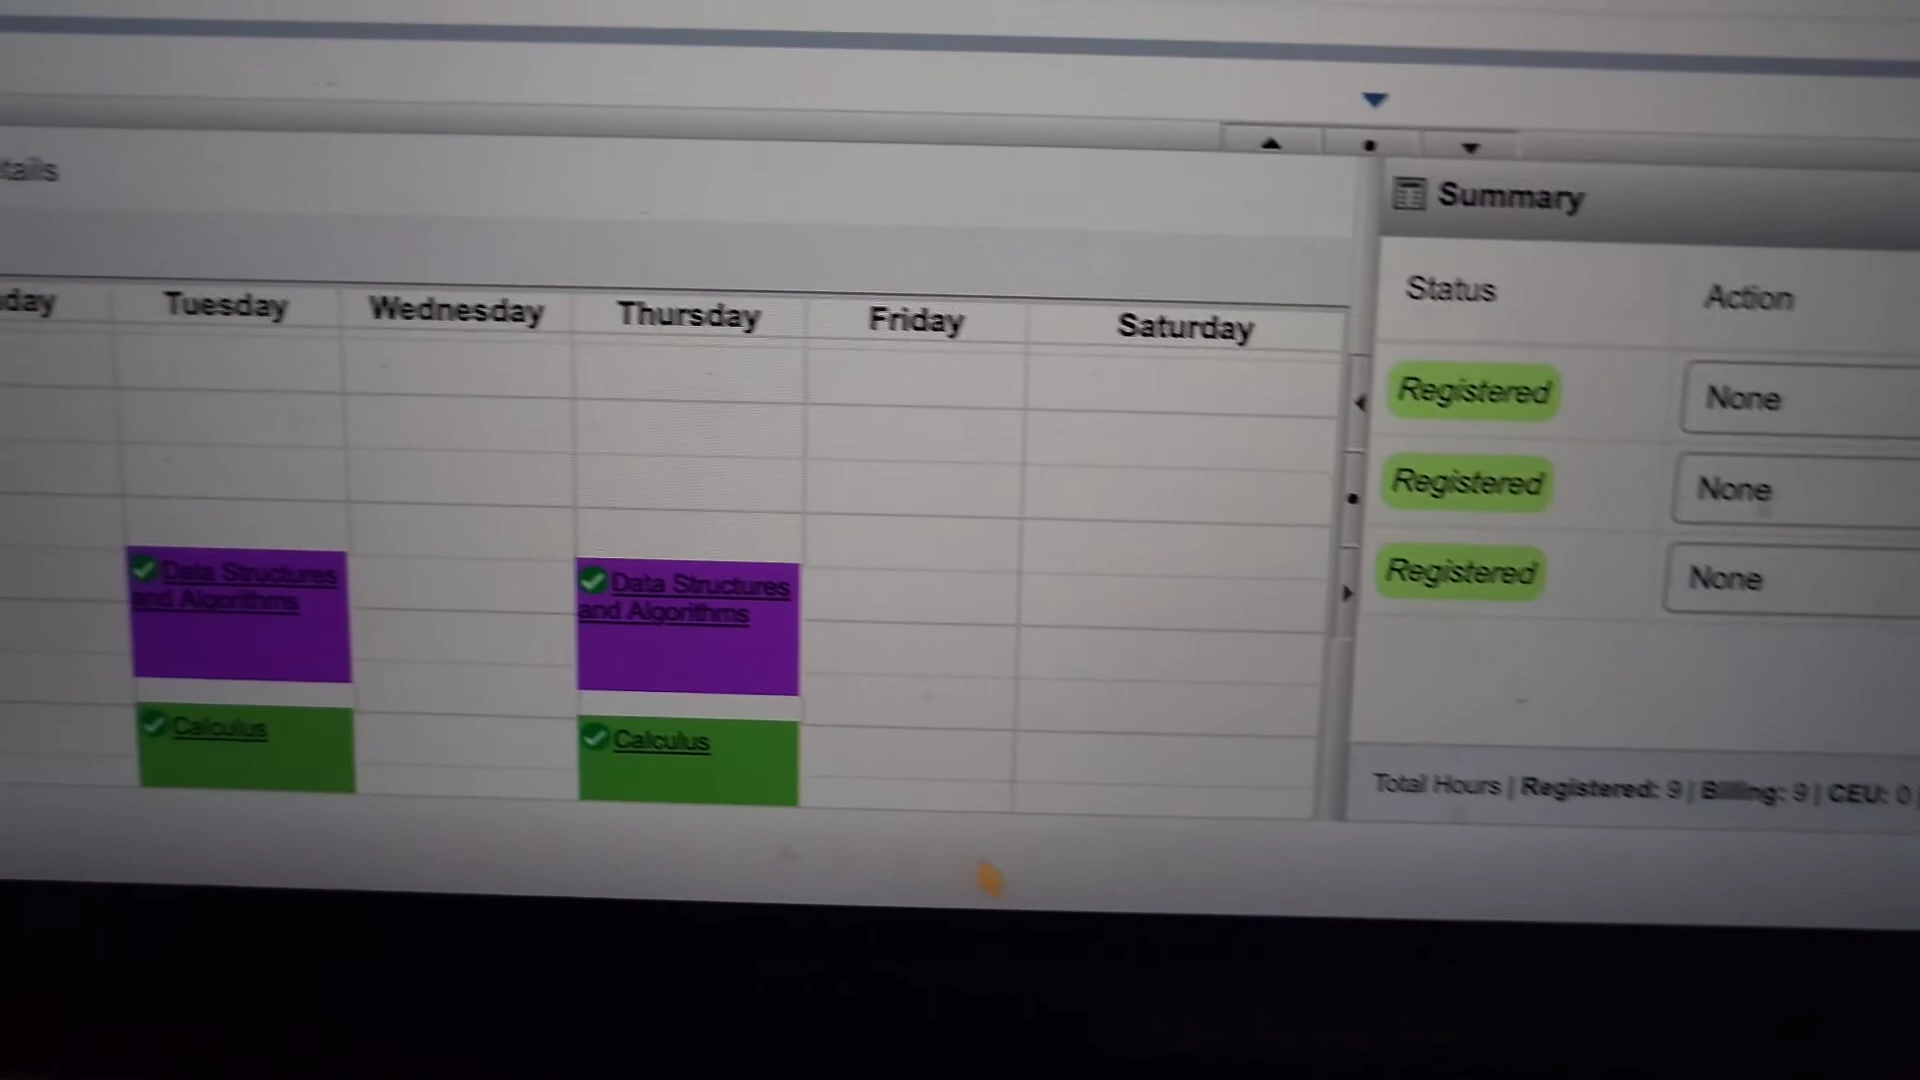 tails
Summary
day
Tuesday
Wednesday
Thursday
Friday
Saturday
Status
Action
Registered
None
Registered
None
Registered
None
Data Structures
and Algorithms
Data Structures
and Algorithms
Calculus
Calculus
Total Hours | Registered: 9 | Billing: 9 | CEU: 0 |